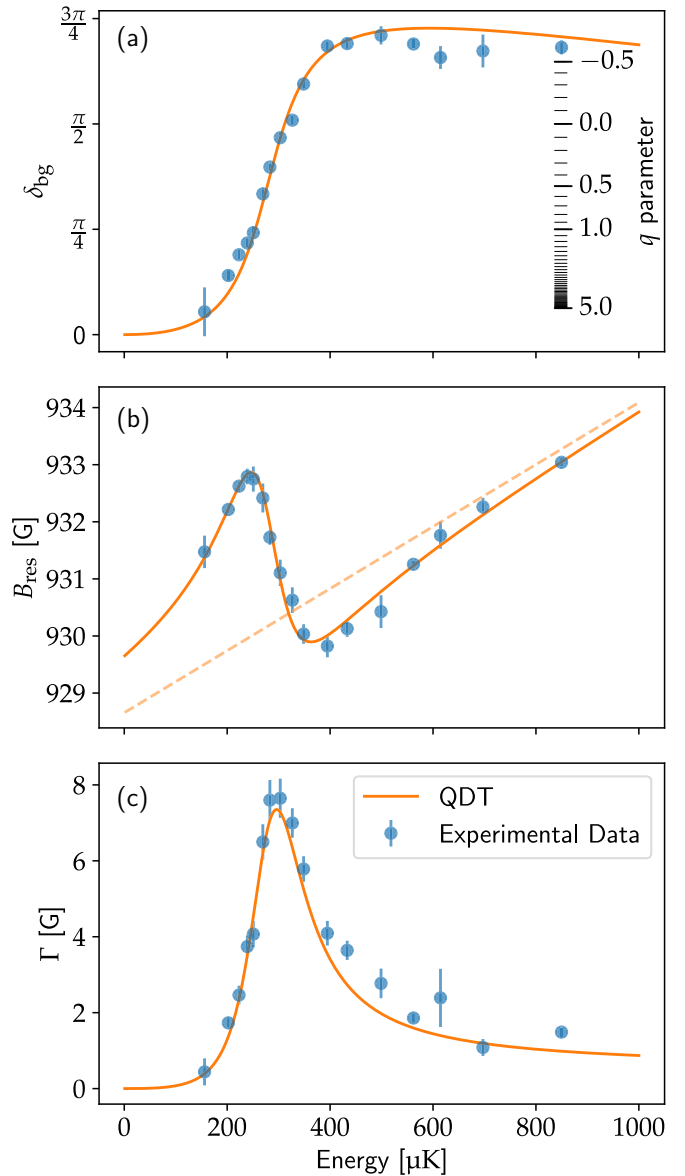 (a)
3π/4
π/2
π/4
0
δbg
−0.5
0.0
0.5
1.0
5.0
q parameter
(b)
934
933
932
931
930
929
Bres [G]
(c)
QDT
Experimental Data
8
6
4
2
0
Γ [G]
0 200 400 600 800 1000
Energy [µK]